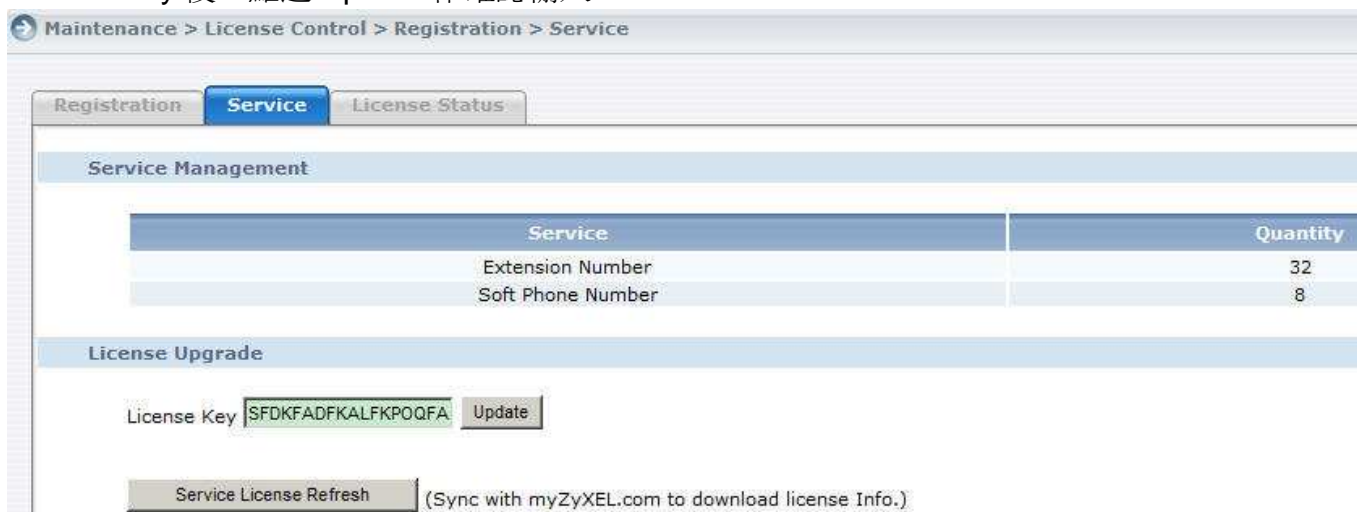 Maintenance > License Control > Registration > Service
Registration Service License Status
Service Management
Service Quantity
Extension Number 32
Soft Phone Number 8
License Upgrade
License Key SFDKFADFKALFKPOQFA Update
Service License Refresh (Sync with myZyXEL.com to download license Info.)